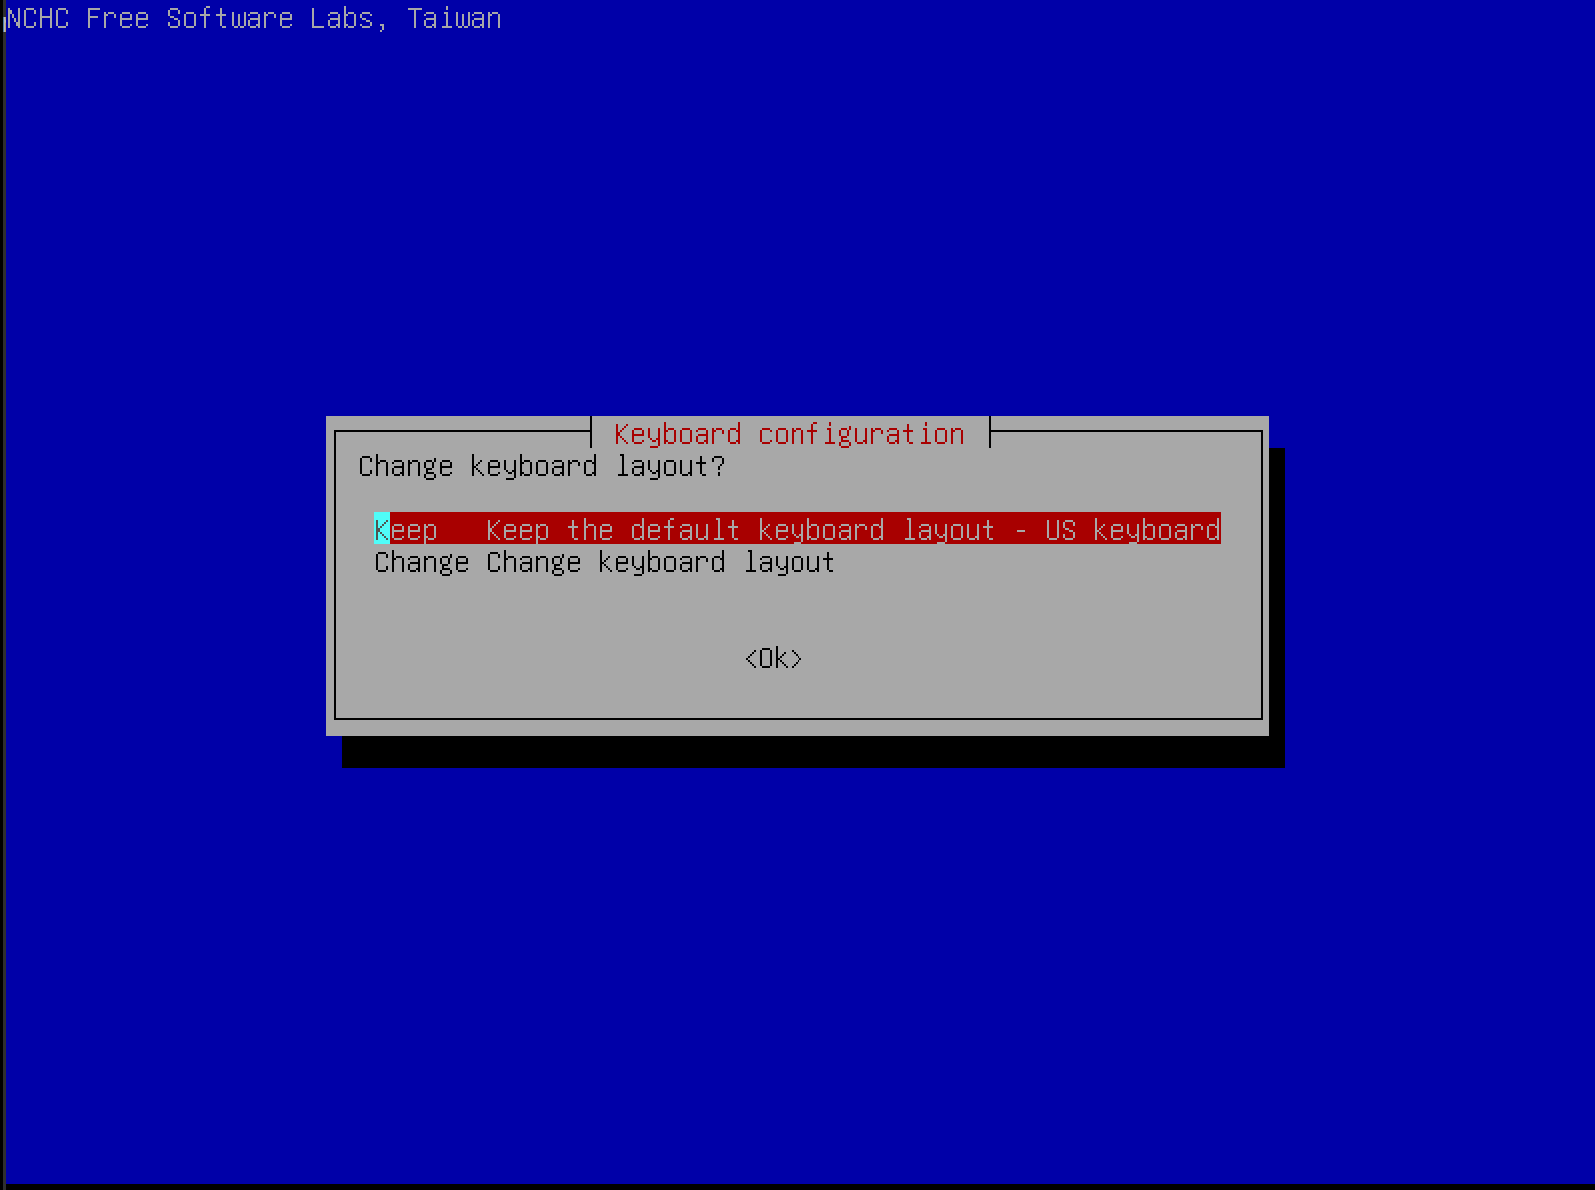 NCHC Free Software Labs, Taiwan
Keyboard configuration
Change keyboard layout?
Keep   Keep the default keyboard layout - US keyboard
Change Change keyboard layout
<Ok>